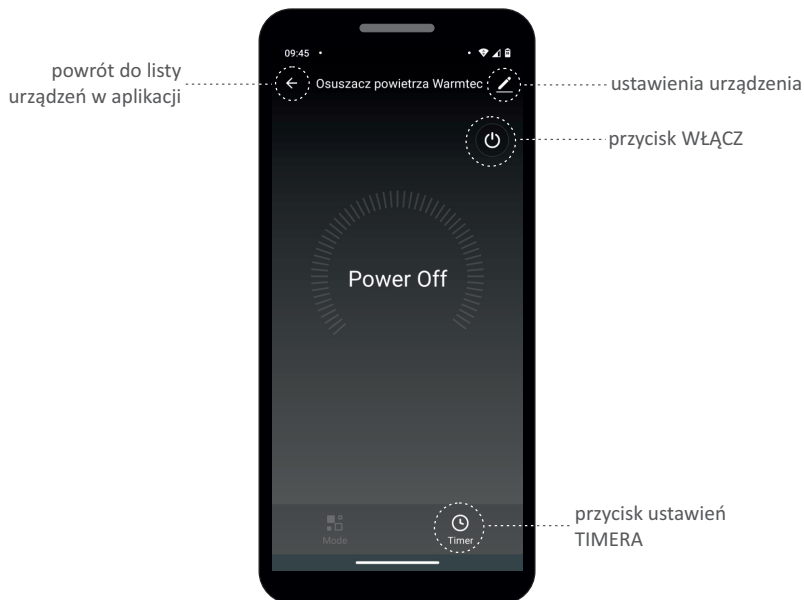 09:45
powrót do listy
urządzeń w aplikacji
Osuszacz powietrza Warmtec
ustawienia urządzenia
przycisk WŁĄCZ
Power Off
Mode
Timer
przycisk ustawień
TIMERA